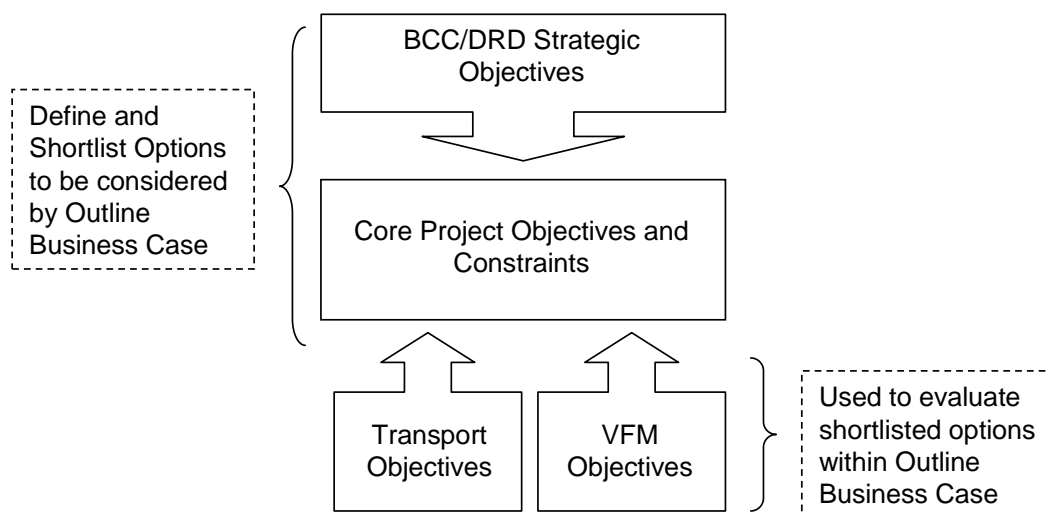 BCC/DRD Strategic
Objectives
Define and
Shortlist Options
to be considered
by Outline
Business Case
Core Project Objectives and
Constraints
Transport
Objectives
VFM
Objectives
Used to evaluate
shortlisted options
within Outline
Business Case